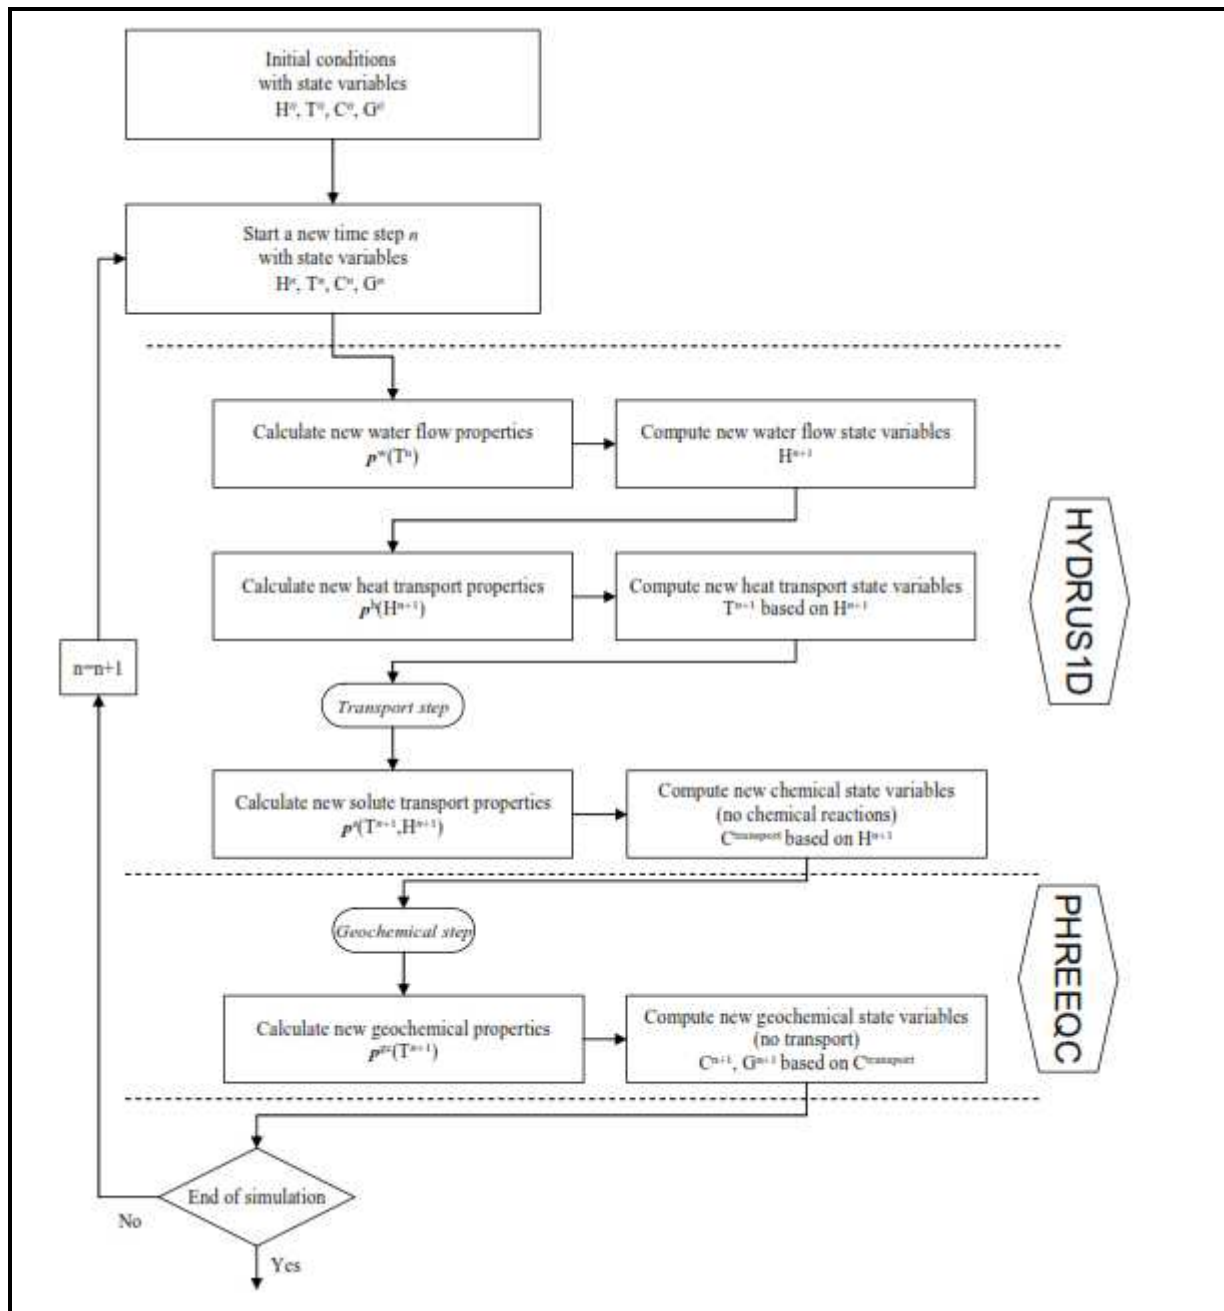 Initial conditions
with state variables
H⁰, T⁰, C⁰, G⁰
Start a new time step n
with state variables
Hⁿ, Tⁿ, Cⁿ, Gⁿ
Calculate new water flow properties
pʷ(Tⁿ)
Compute new water flow state variables
Hⁿ⁺¹
Calculate new heat transport properties
pʰ(Hⁿ⁺¹)
Compute new heat transport state variables
Tⁿ⁺¹ based on Hⁿ⁺¹
HYDRUS1D
n=n+1
Transport step
Calculate new solute transport properties
pˢ(Tⁿ⁺¹,Hⁿ⁺¹)
Compute new chemical state variables
(no chemical reactions)
Cᵗʳᵃⁿˢᵖᵒʳᵗ based on Hⁿ⁺¹
Geochemical step
PHREEQC
Calculate new geochemical properties
pᵍᶜ(Tⁿ⁺¹)
Compute new geochemical state variables
(no transport)
Cⁿ⁺¹, Gⁿ⁺¹ based on Cᵗʳᵃⁿˢᵖᵒʳᵗ
End of simulation
No
Yes